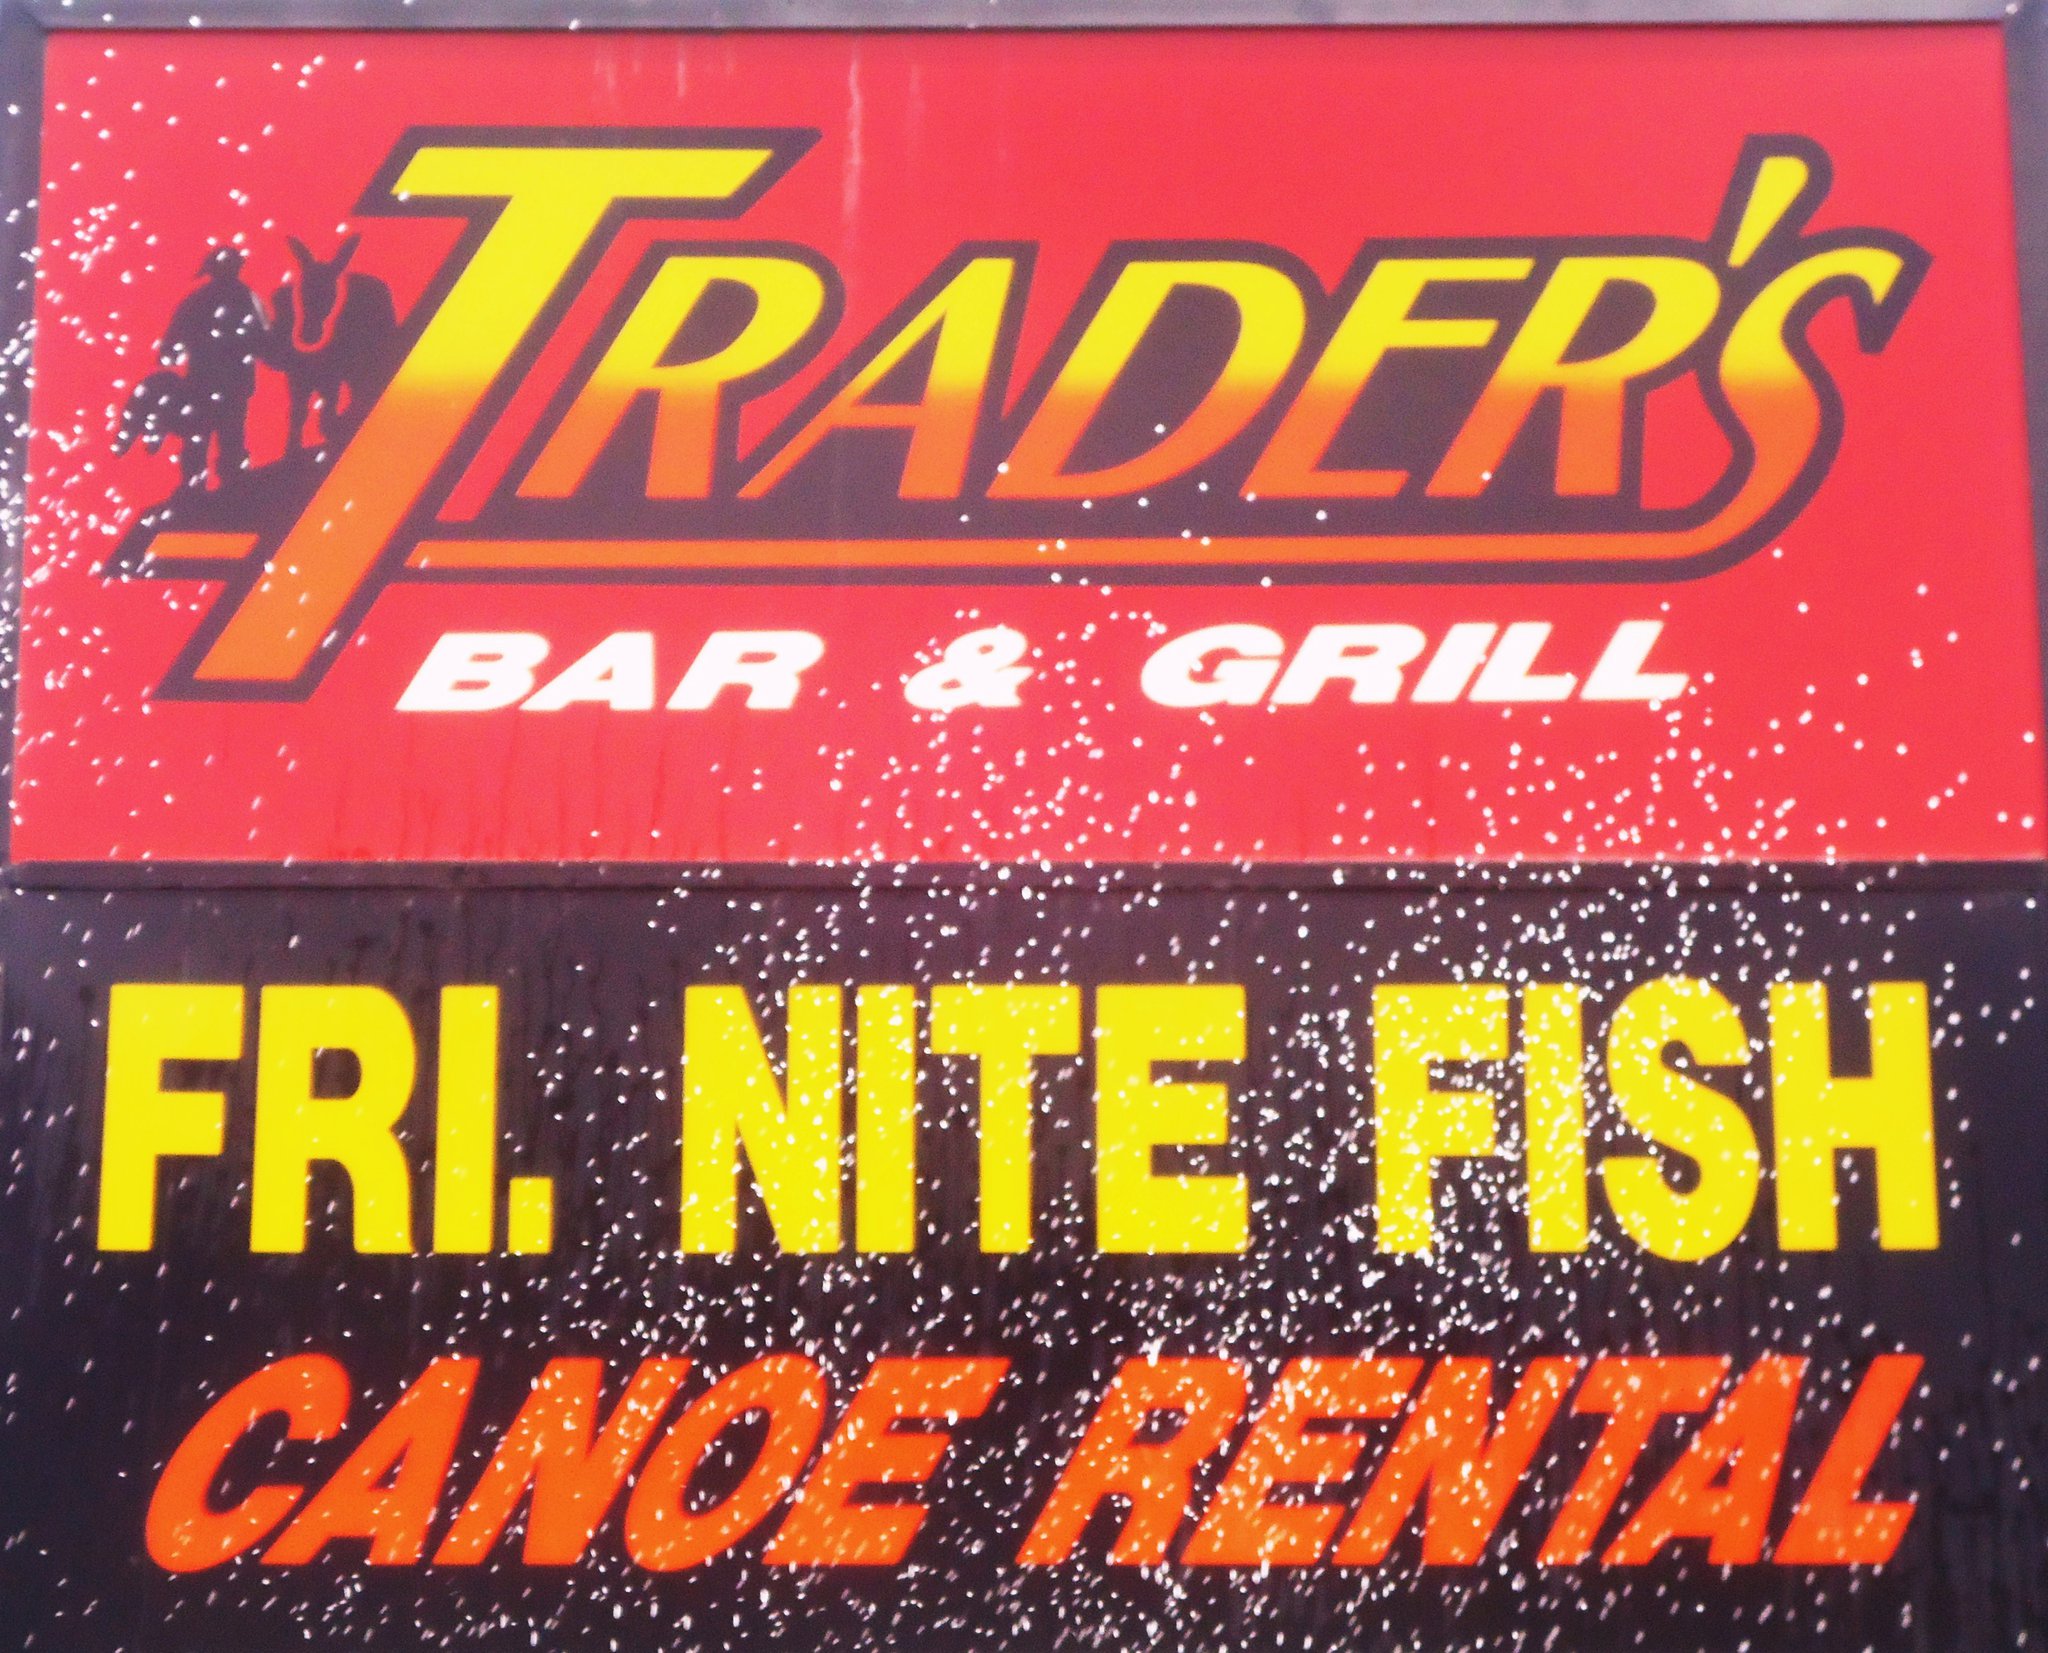 TRADER'S
BAR & GRILL
FRI. NITE FISH
CANOE RENTAL